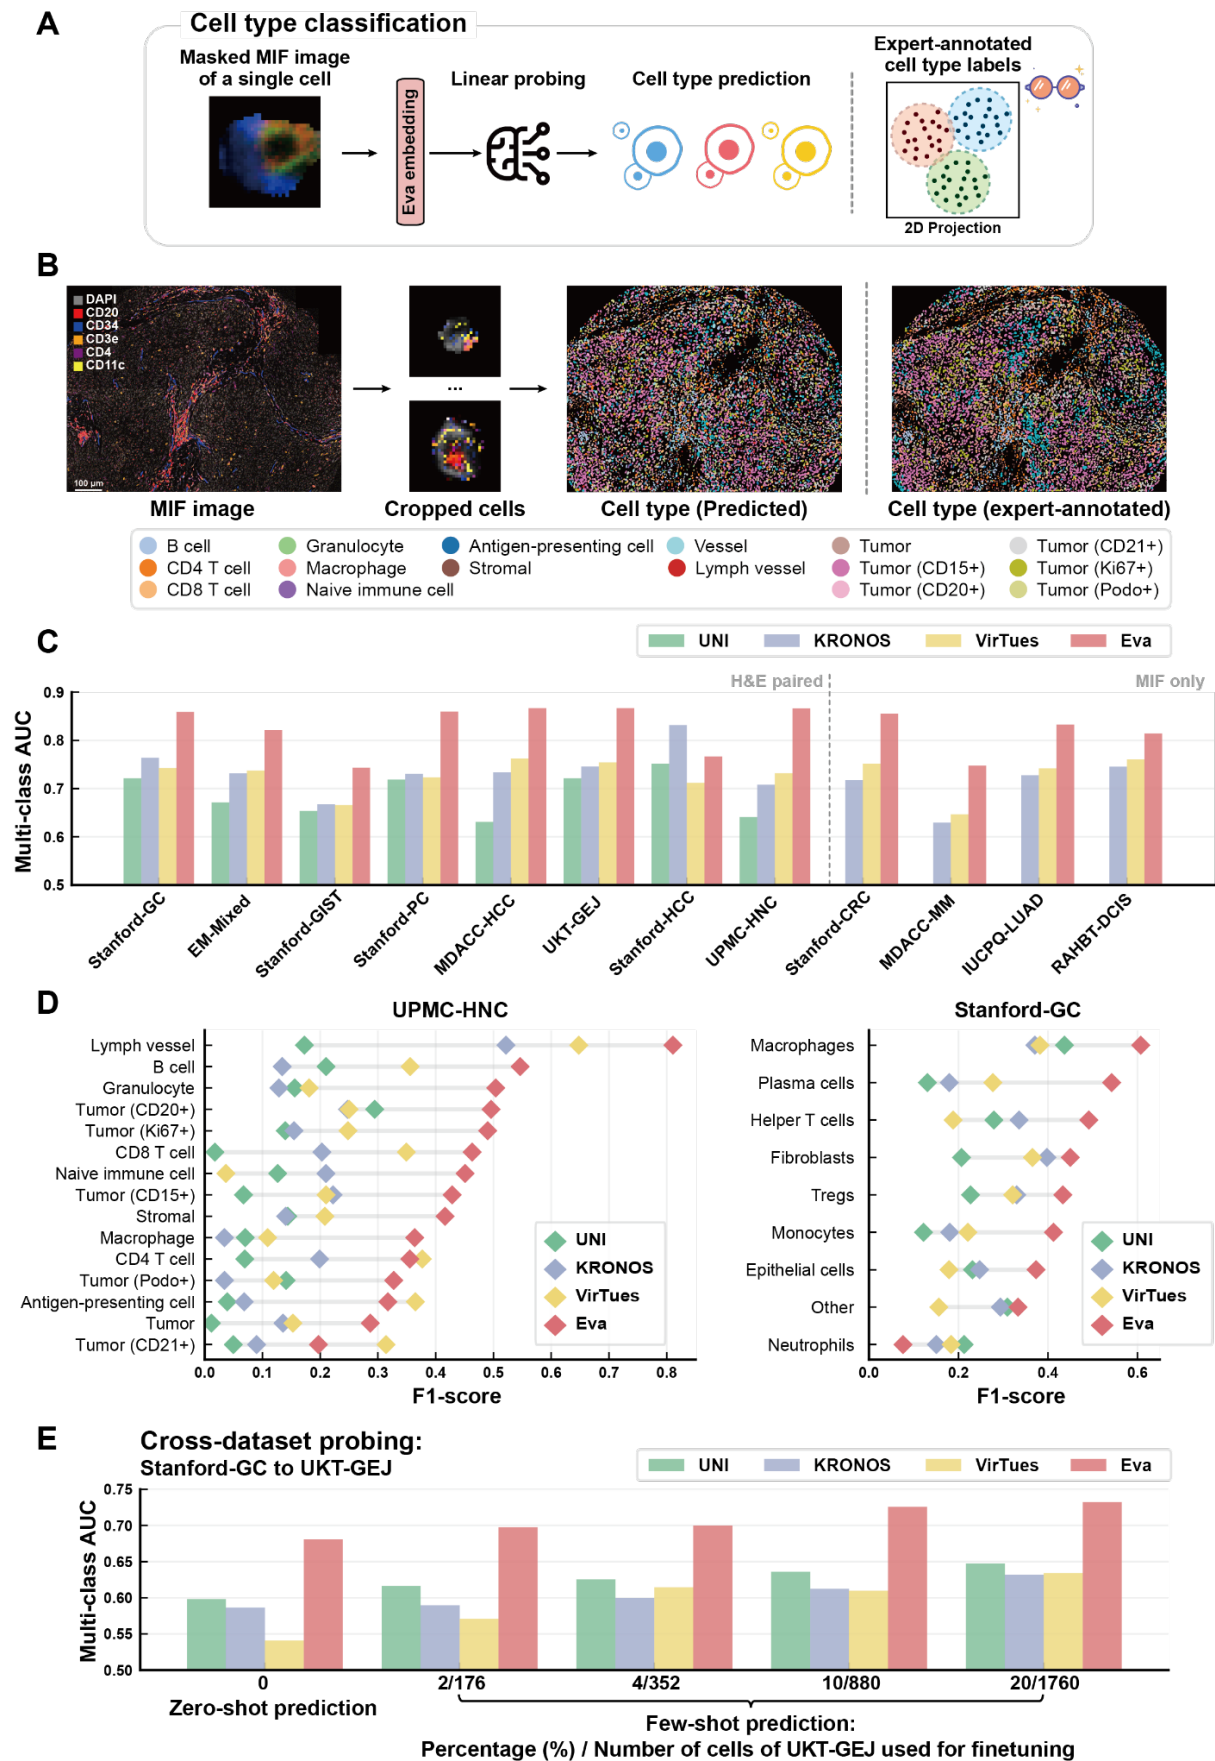 A
Cell type classification
Masked MIF image
of a single cell
Eva embedding
Linear probing
Cell type prediction
Expert-annotated
cell type labels
2D Projection
B
DAPI
CD20
CD34
CD3e
CD4
CD11c
100 μm
...
MIF image
Cropped cells
Cell type (Predicted)
Cell type (expert-annotated)
B cell
Granulocyte
Antigen-presenting cell
Vessel
Tumor
Tumor (CD21+)
CD4 T cell
Macrophage
Stromal
Lymph vessel
Tumor (CD15+)
Tumor (Ki67+)
CD8 T cell
Naive immune cell
Tumor (CD20+)
Tumor (Podo+)
C
UNI
KRONOS
VirTues
Eva
H&E paired
MIF only
Multi-class AUC
0.9
0.8
0.7
0.6
0.5
Stanford-GC
EM-Mixed
Stanford-GIST
Stanford-PC
MDACC-HCC
UKT-GEJ
Stanford-HCC
UPMC-HNC
Stanford-CRC
MDACC-MM
IUCPQ-LUAD
RAHBT-DCIS
D
UPMC-HNC
Lymph vessel
B cell
Granulocyte
Tumor (CD20+)
Tumor (Ki67+)
CD8 T cell
Naive immune cell
Tumor (CD15+)
Stromal
Macrophage
CD4 T cell
Tumor (Podo+)
Antigen-presenting cell
Tumor
Tumor (CD21+)
UNI
KRONOS
VirTues
Eva
0.0 0.1 0.2 0.3 0.4 0.5 0.6 0.7 0.8
F1-score
Stanford-GC
Macrophages
Plasma cells
Helper T cells
Fibroblasts
Tregs
Monocytes
Epithelial cells
Other
Neutrophils
UNI
KRONOS
VirTues
Eva
0.0 0.2 0.4 0.6
F1-score
E
Cross-dataset probing:
Stanford-GC to UKT-GEJ
UNI
KRONOS
VirTues
Eva
Multi-class AUC
0.75
0.70
0.65
0.60
0.55
0.50
0 2/176 4/352 10/880 20/1760
Zero-shot prediction
Few-shot prediction:
Percentage (%) / Number of cells of UKT-GEJ used for finetuning